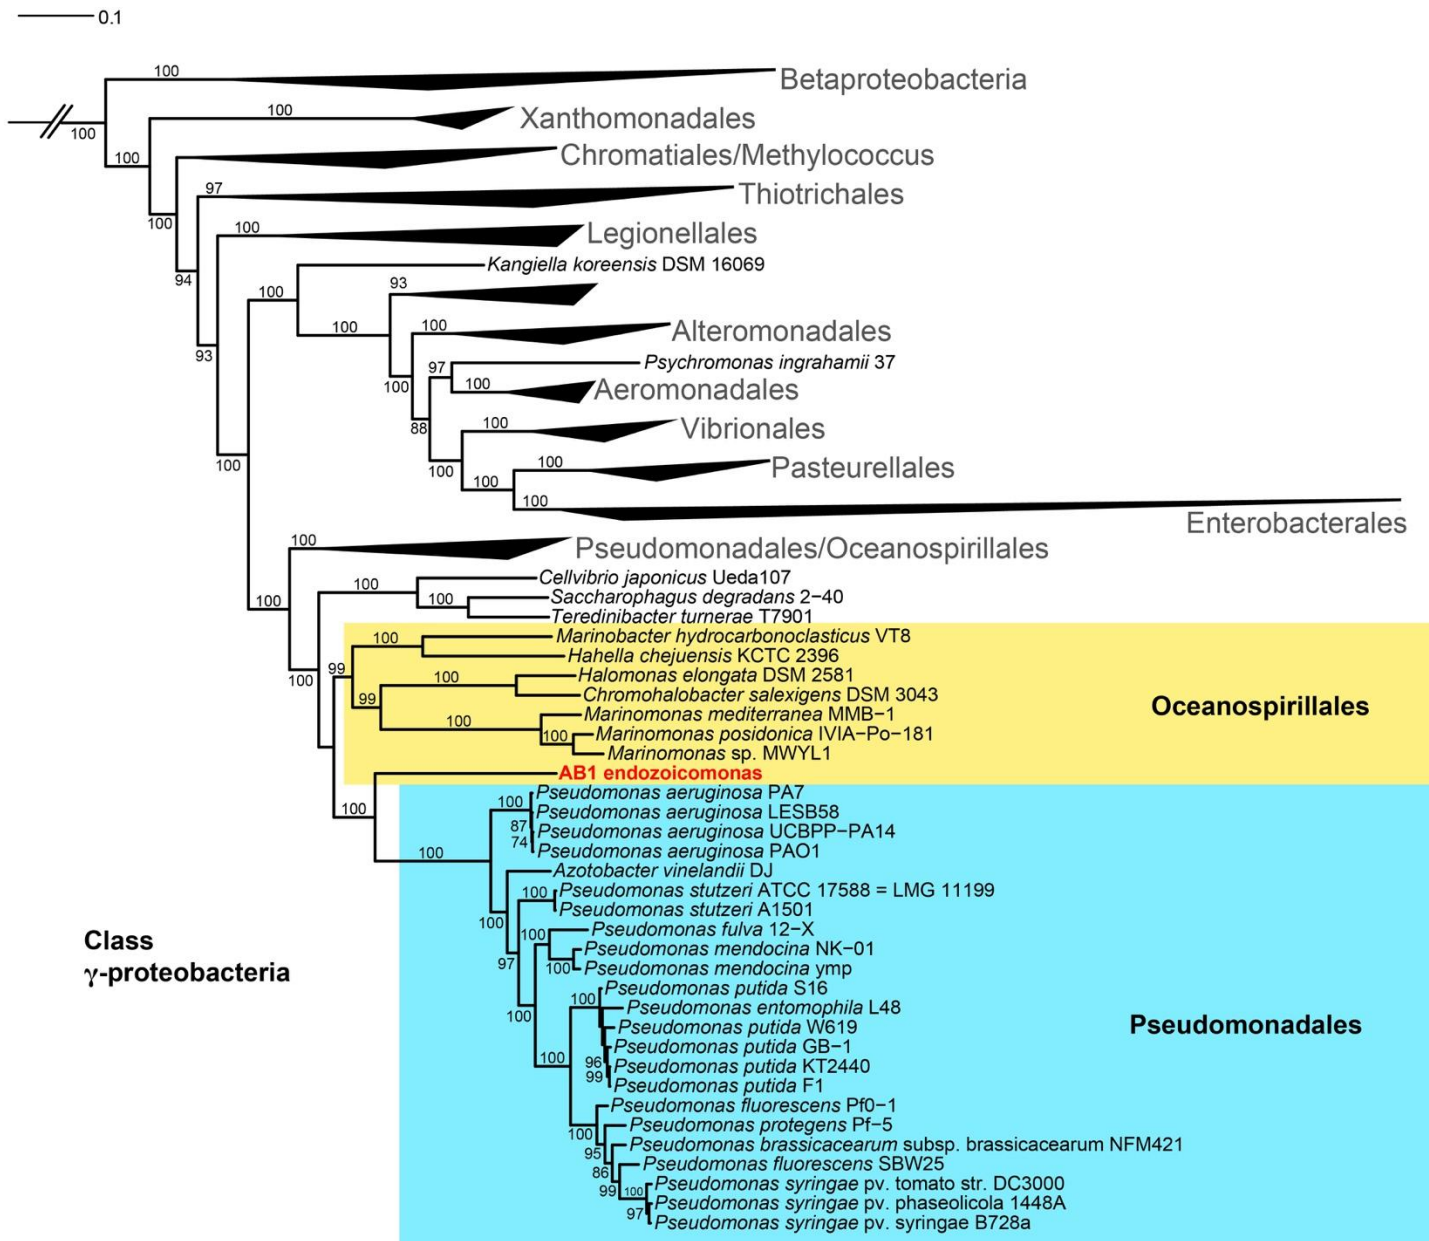 0.1
100
Betaproteobacteria
100
100
Xanthomonadales
100
Chromatiales/Methylococcus
97
Thiotrichales
100
100
Legionellales
Kangiella koreensis DSM 16069
94
100
93
100
100
Alteromonadales
93
Psychromonas ingrahamii 37
97
100
100
Aeromonadales
88
100
Vibrionales
100
100
100
Pasteurellales
100
100
Enterobacterales
100
Pseudomonadales/Oceanospirillales
Cellvibrio japonicus Ueda107
100
Saccharophagus degradans 2−40
100
100
Teredinibacter turnerae T7901
Marinobacter hydrocarbonoclasticus VT8
100
Hahella chejuensis KCTC 2396
99
100
Halomonas elongata DSM 2581
100
Chromohalobacter salexigens DSM 3043
99
Oceanospirillales
Marinomonas mediterranea MMB−1
100
Marinomonas posidonica IVIA−Po−181
100
Marinomonas sp. MWYL1
AB1 endozoicomonas
Pseudomonas aeruginosa PA7
100
100
Pseudomonas aeruginosa LESB58
87
Pseudomonas aeruginosa UCBPP−PA14
74
Pseudomonas aeruginosa PAO1
100
Azotobacter vinelandii DJ
Pseudomonas stutzeri ATCC 17588 = LMG 11199
100
Pseudomonas stutzeri A1501
100
Pseudomonas fulva 12−X
100
Class
γ-proteobacteria
Pseudomonas mendocina NK−01
97
100
Pseudomonas mendocina ymp
Pseudomonas putida S16
100
100
Pseudomonas entomophila L48
Pseudomonas putida W619
Pseudomonadales
Pseudomonas putida GB−1
100
96
Pseudomonas putida KT2440
99
Pseudomonas putida F1
Pseudomonas fluorescens Pf0−1
Pseudomonas protegens Pf−5
100
Pseudomonas brassicacearum subsp. brassicacearum NFM421
95
Pseudomonas fluorescens SBW25
86
Pseudomonas syringae pv. tomato str. DC3000
99
100
Pseudomonas syringae pv. phaseolicola 1448A
97
Pseudomonas syringae pv. syringae B728a